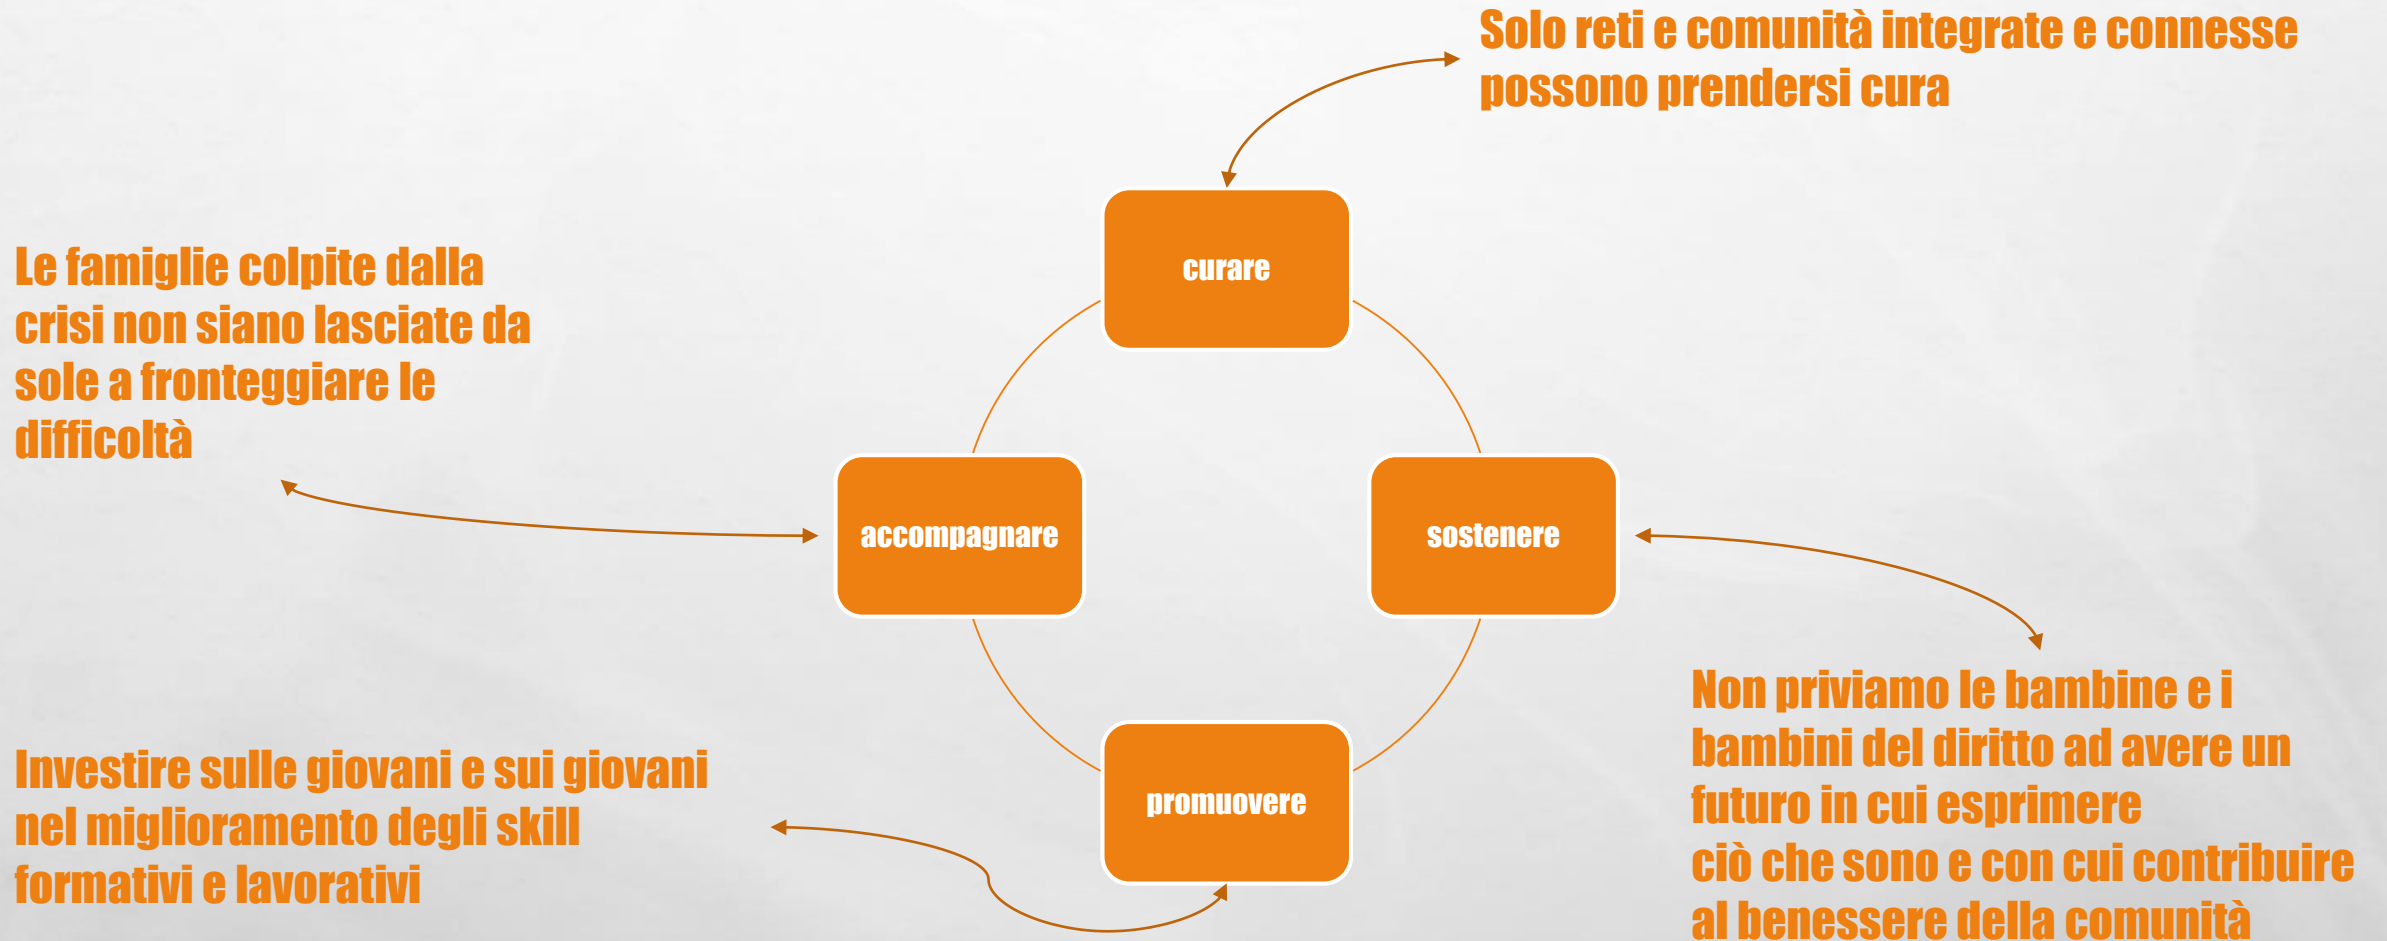 Solo reti e comunità integrate e connesse
possono prendersi cura
curare
Le famiglie colpite dalla
crisi non siano lasciate da
sole a fronteggiare le
difficoltà
accompagnare
sostenere
Non priviamo le bambine e i
bambini del diritto ad avere un
futuro in cui esprimere
ciò che sono e con cui contribuire
al benessere della comunità
promuovere
Investire sulle giovani e sui giovani
nel miglioramento degli skill
formativi e lavorativi